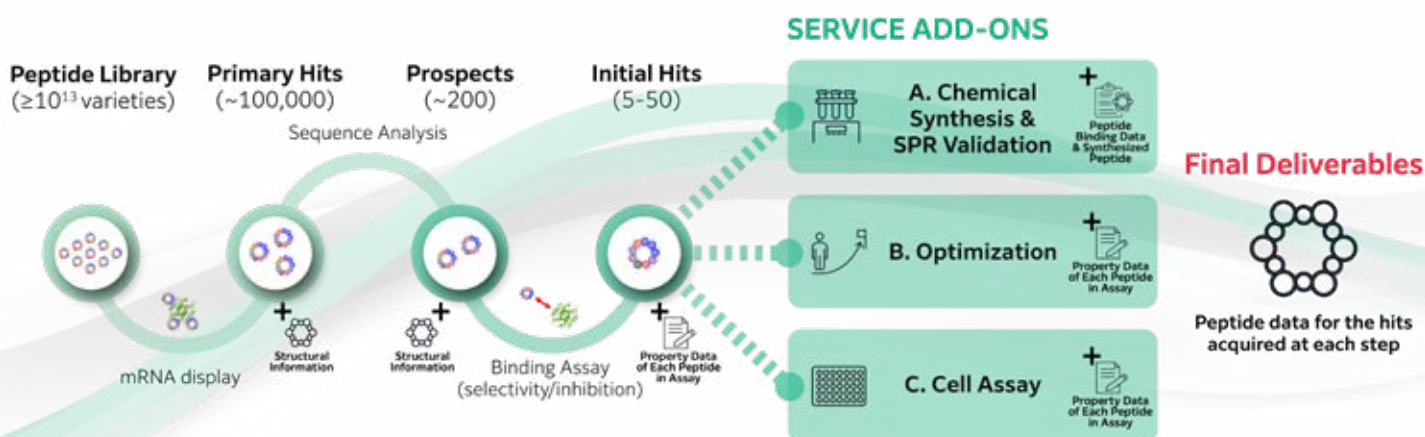 SERVICE ADD-ONS
Peptide Library
(≥10¹³ varieties)
Primary Hits
(~100,000)
Prospects
(~200)
Initial Hits
(5-50)
Sequence Analysis
mRNA display
+
Structural
Information
+
Structural
Information
Binding Assay
(selectivity/inhibition)
+
Property Data
of Each Peptide
in Assay
A. Chemical
Synthesis &
SPR Validation
+
Peptide
Binding Data
& Synthesized
Peptide
B. Optimization
+
Property Data
of Each Peptide
in Assay
C. Cell Assay
+
Property Data
of Each Peptide
in Assay
Final Deliverables
Peptide data for the hits
acquired at each step